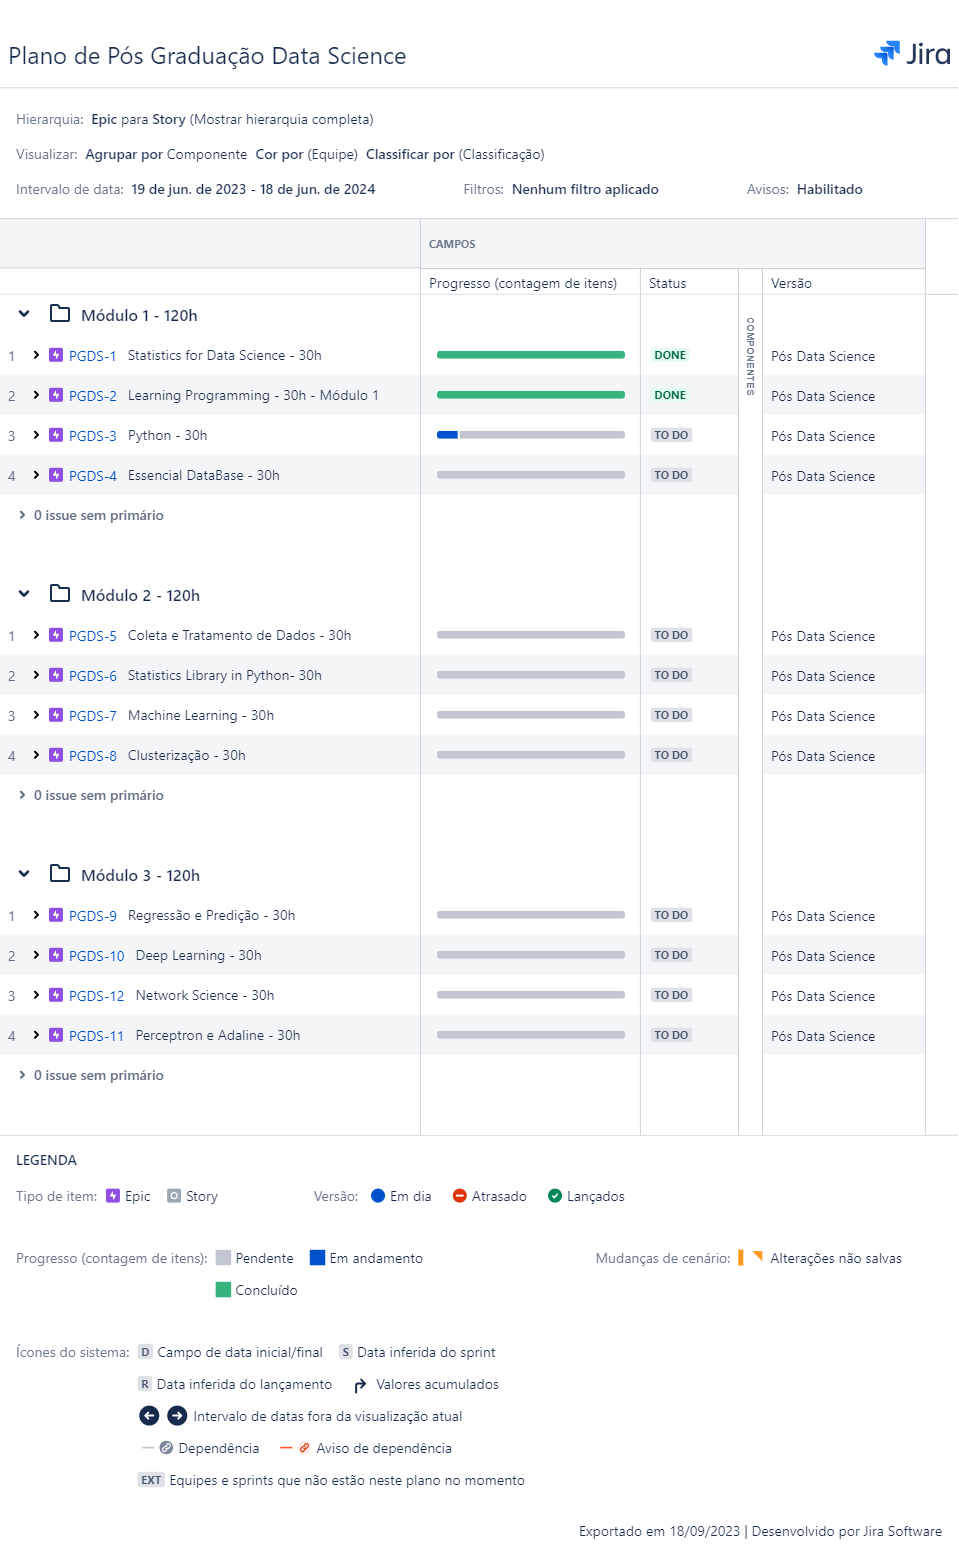 Plano de Pós Graduação Data Science
Jira
Hierarquia: Epic para Story (Mostrar hierarquia completa)
Visualizar: Agrupar por Componente Cor por (Equipe) Classificar por (Classificação)
Intervalo de data: 19 de jun. de 2023 - 18 de jun. de 2024 Filtros: Nenhum filtro aplicado Avisos: Habilitado
CAMPOS
Progresso (contagem de itens) Status COMPONENTES Versão
Módulo 1 - 120h
1 PGDS-1 Statistics for Data Science - 30h DONE Pós Data Science
2 PGDS-2 Learning Programming - 30h - Módulo 1 DONE Pós Data Science
3 PGDS-3 Python - 30h TO DO Pós Data Science
4 PGDS-4 Essencial DataBase - 30h TO DO Pós Data Science
0 issue sem primário
Módulo 2 - 120h
1 PGDS-5 Coleta e Tratamento de Dados - 30h TO DO Pós Data Science
2 PGDS-6 Statistics Library in Python- 30h TO DO Pós Data Science
3 PGDS-7 Machine Learning - 30h TO DO Pós Data Science
4 PGDS-8 Clusterização - 30h TO DO Pós Data Science
0 issue sem primário
Módulo 3 - 120h
1 PGDS-9 Regressão e Predição - 30h TO DO Pós Data Science
2 PGDS-10 Deep Learning - 30h TO DO Pós Data Science
3 PGDS-12 Network Science - 30h TO DO Pós Data Science
4 PGDS-11 Perceptron e Adaline - 30h TO DO Pós Data Science
0 issue sem primário
LEGENDA
Tipo de item: Epic Story Versão: Em dia Atrasado Lançados
Progresso (contagem de itens): Pendente Em andamento Mudanças de cenário: Alterações não salvas
Concluído
Ícones do sistema: D Campo de data inicial/final S Data inferida do sprint
R Data inferida do lançamento Valores acumulados
Intervalo de datas fora da visualização atual
Dependência Aviso de dependência
EXT Equipes e sprints que não estão neste plano no momento
Exportado em 18/09/2023 | Desenvolvido por Jira Software